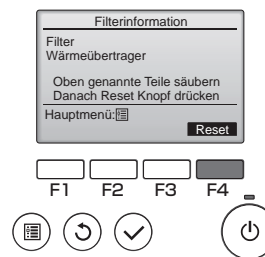 Filterinformation
Filter
Wärmeübertrager
Oben genannte Teile säubern
Danach Reset Knopf drücken
Hauptmenü:
Reset
F1 F2 F3 F4